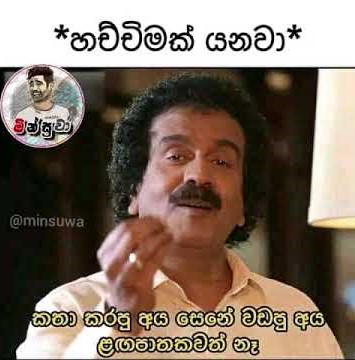 *හච්චිමක් යනවා*
මින්සුවා
@minsuwa
කතා කරපු අය සෙනේ වඩපු අය
ළඟපාතකවත් නෑ